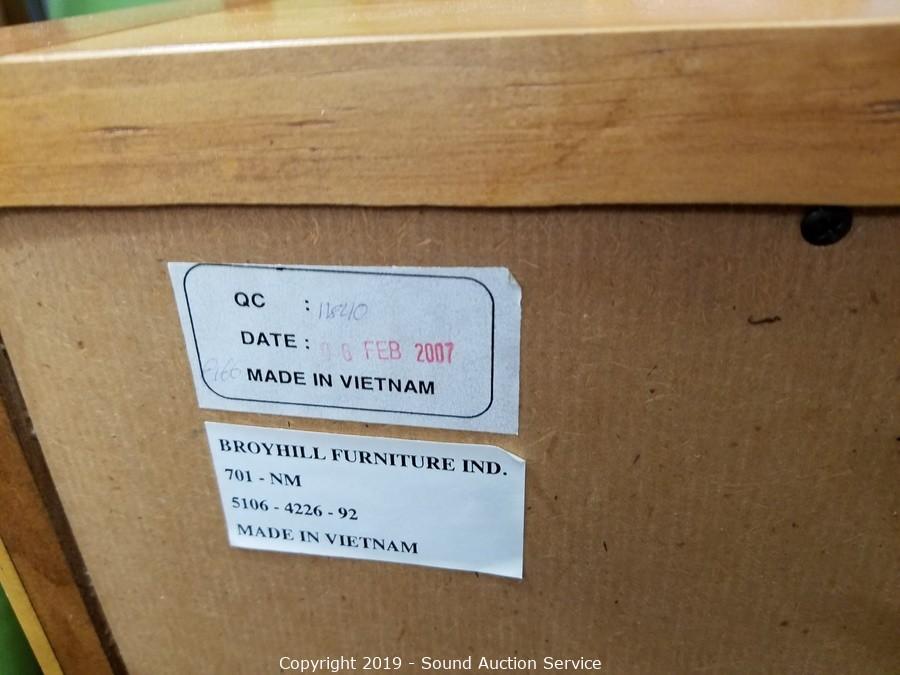 QC :
DATE : 06 FEB 2007
MADE IN VIETNAM
BROYHILL FURNITURE IND.
701 - NM
5106 - 4226 - 92
MADE IN VIETNAM
Copyright 2019 - Sound Auction Service